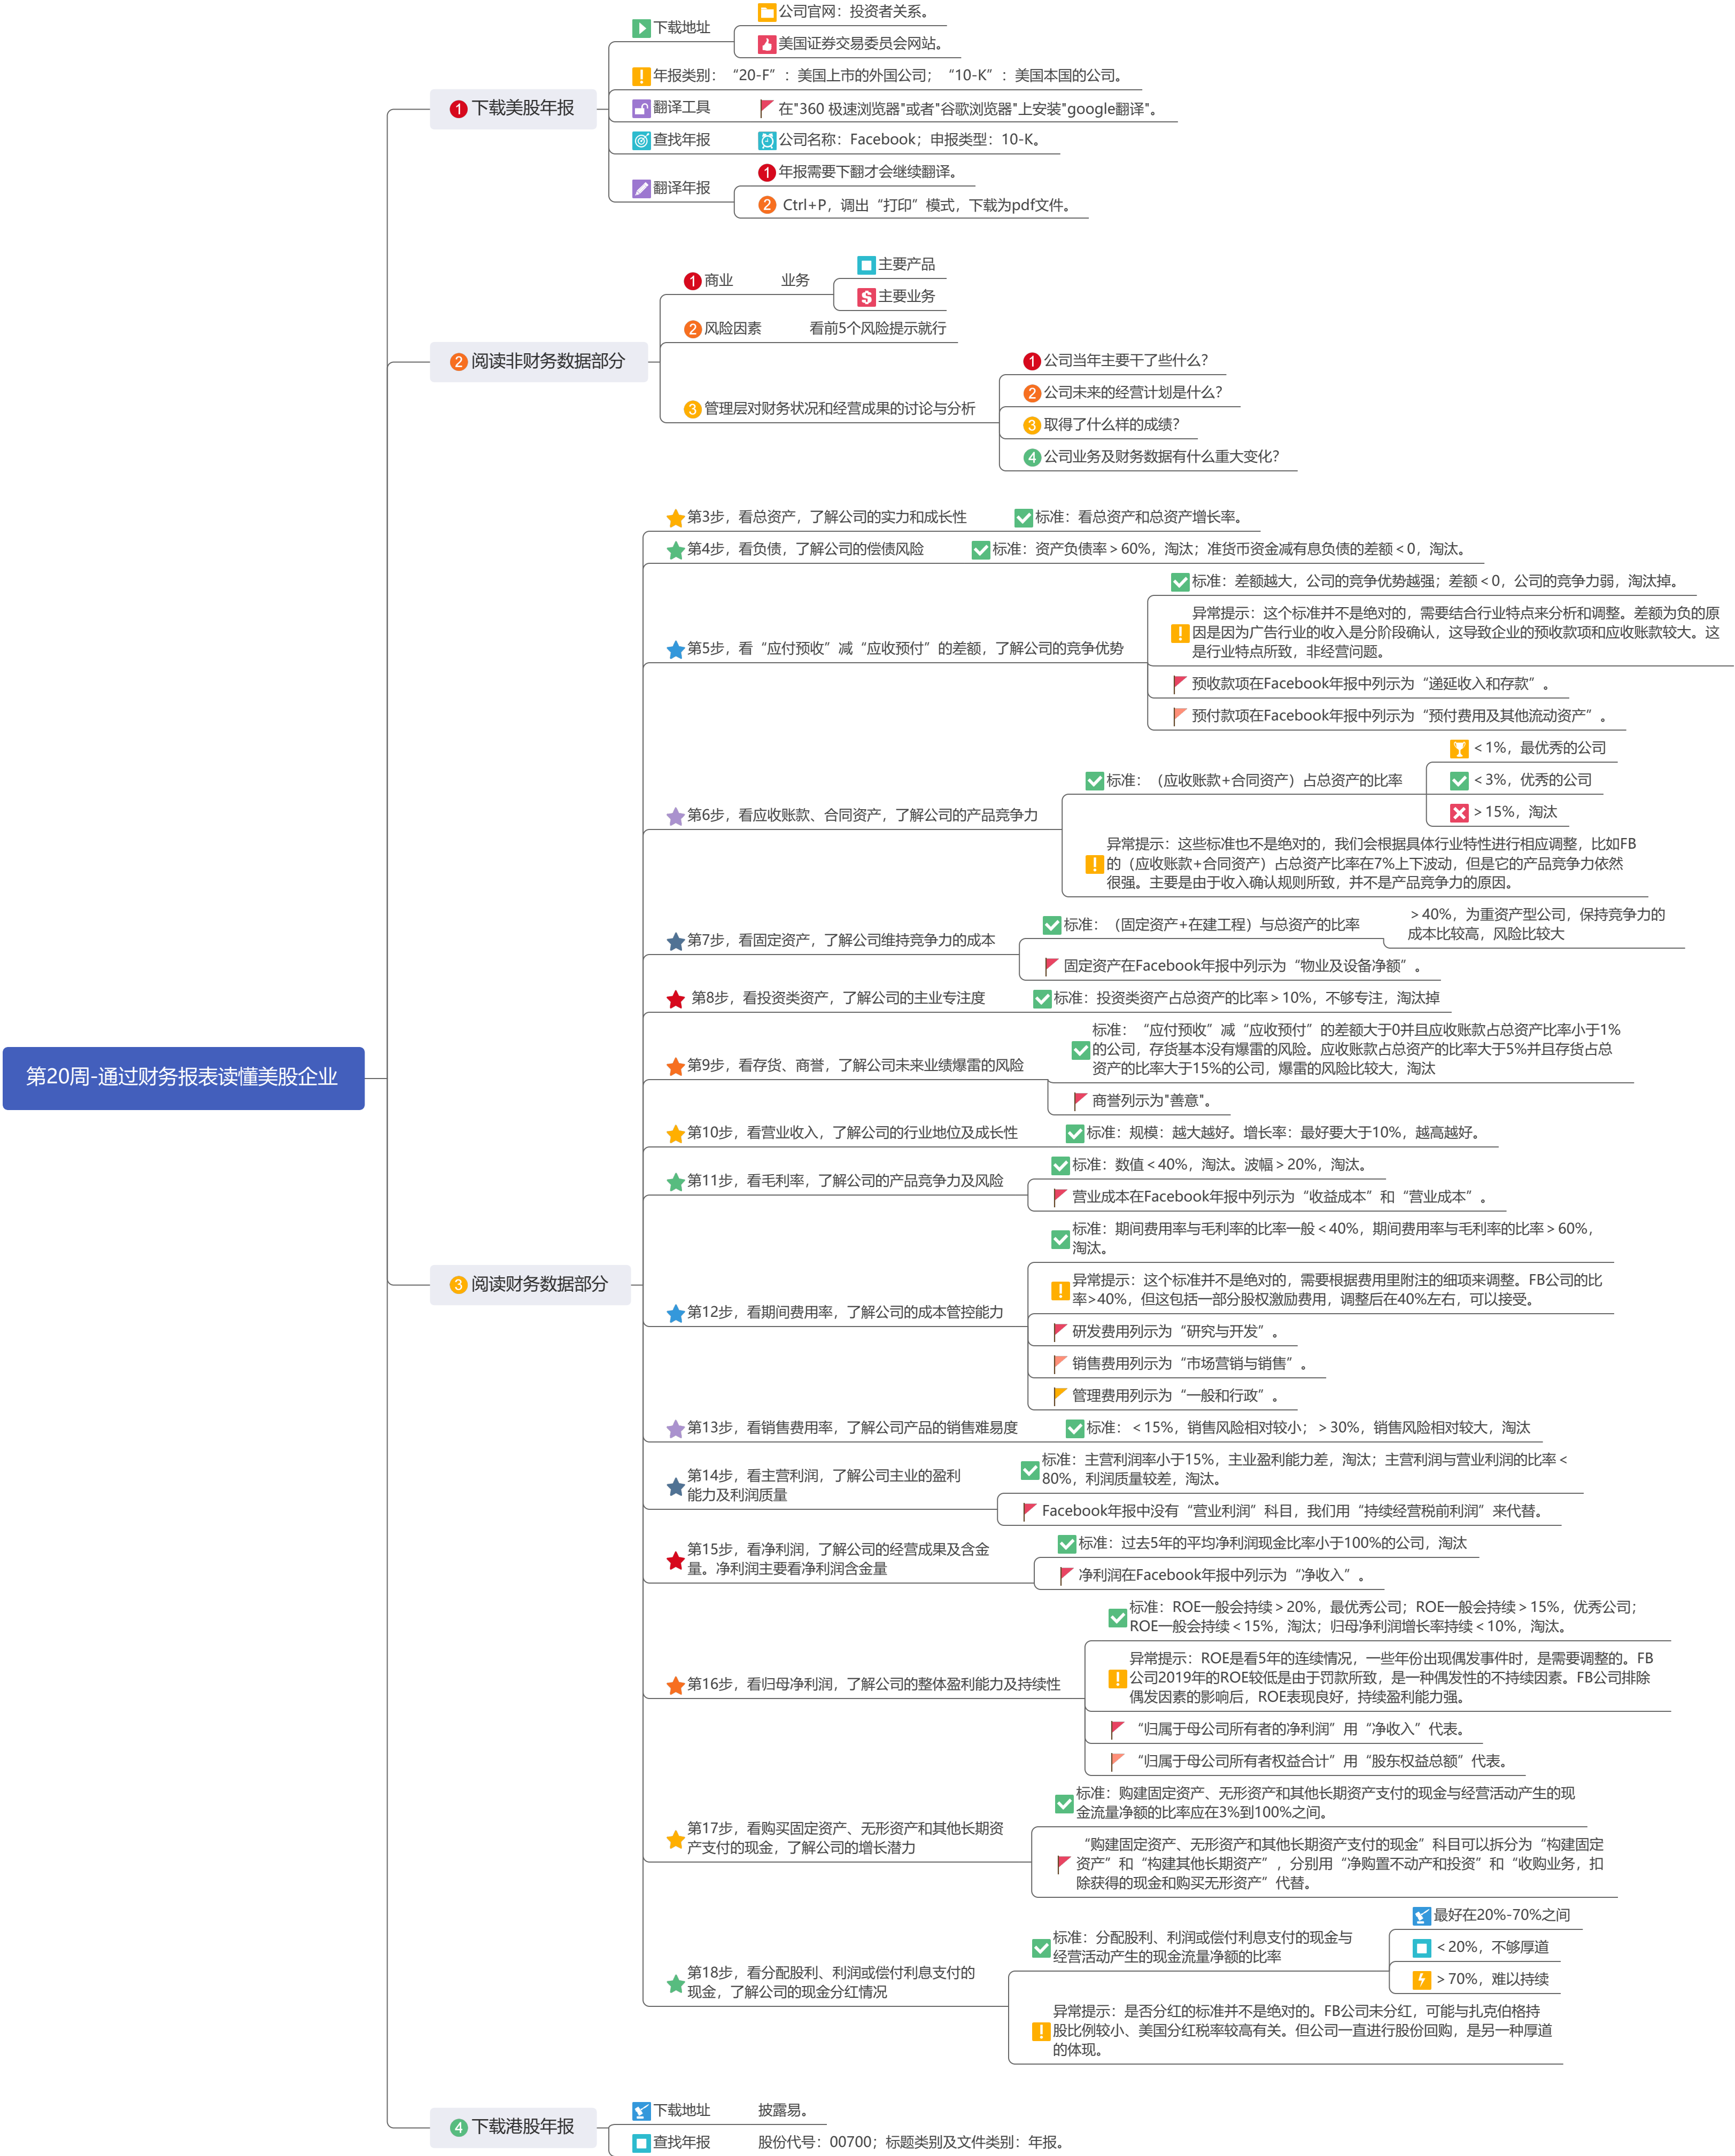 第20周-通过财务报表读懂美股企业
1 下载美股年报
下载地址
公司官网：投资者关系。
美国证券交易委员会网站。
年报类别：“20-F”：美国上市的外国公司；“10-K”：美国本国的公司。
翻译工具
在"360 极速浏览器"或者"谷歌浏览器"上安装"google翻译"。
查找年报
公司名称：Facebook；申报类型：10-K。
翻译年报
1 年报需要下翻才会继续翻译。
2 Ctrl+P，调出“打印”模式，下载为pdf文件。
2 阅读非财务数据部分
1 商业
业务
主要产品
主要业务
2 风险因素
看前5个风险提示就行
3 管理层对财务状况和经营成果的讨论与分析
1 公司当年主要干了些什么？
2 公司未来的经营计划是什么？
3 取得了什么样的成绩？
4 公司业务及财务数据有什么重大变化？
3 阅读财务数据部分
第3步，看总资产，了解公司的实力和成长性
标准：看总资产和总资产增长率。
第4步，看负债，了解公司的偿债风险
标准：资产负债率＞60%，淘汰；准货币资金减有息负债的差额＜0，淘汰。
第5步，看“应付预收”减“应收预付”的差额，了解公司的竞争优势
标准：差额越大，公司的竞争优势越强；差额＜0，公司的竞争力弱，淘汰掉。
异常提示：这个标准并不是绝对的，需要结合行业特点来分析和调整。差额为负的原
因是因为广告行业的收入是分阶段确认，这导致企业的预收款项和应收账款较大。这
是行业特点所致，非经营问题。
预收款项在Facebook年报中列示为“递延收入和存款”。
预付款项在Facebook年报中列示为“预付费用及其他流动资产”。
第6步，看应收账款、合同资产，了解公司的产品竞争力
标准：（应收账款+合同资产）占总资产的比率
＜1%，最优秀的公司
＜3%，优秀的公司
＞15%，淘汰
异常提示：这些标准也不是绝对的，我们会根据具体行业特性进行相应调整，比如FB
的（应收账款+合同资产）占总资产比率在7%上下波动，但是它的产品竞争力依然
很强。主要是由于收入确认规则所致，并不是产品竞争力的原因。
第7步，看固定资产，了解公司维持竞争力的成本
标准：（固定资产+在建工程）与总资产的比率
＞40%，为重资产型公司，保持竞争力的
成本比较高，风险比较大
固定资产在Facebook年报中列示为“物业及设备净额”。
第8步，看投资类资产，了解公司的主业专注度
标准：投资类资产占总资产的比率＞10%，不够专注，淘汰掉
第9步，看存货、商誉，了解公司未来业绩爆雷的风险
标准：“应付预收”减“应收预付”的差额大于0并且应收账款占总资产比率小于1%
的公司，存货基本没有爆雷的风险。应收账款占总资产的比率大于5%并且存货占总
资产的比率大于15%的公司，爆雷的风险比较大，淘汰
商誉列示为"善意"。
第10步，看营业收入，了解公司的行业地位及成长性
标准：规模：越大越好。增长率：最好要大于10%，越高越好。
第11步，看毛利率，了解公司的产品竞争力及风险
标准：数值＜40%，淘汰。波幅＞20%，淘汰。
营业成本在Facebook年报中列示为“收益成本”和“营业成本”。
第12步，看期间费用率，了解公司的成本管控能力
标准：期间费用率与毛利率的比率一般＜40%，期间费用率与毛利率的比率＞60%，
淘汰。
异常提示：这个标准并不是绝对的，需要根据费用里附注的细项来调整。FB公司的比
率>40%，但这包括一部分股权激励费用，调整后在40%左右，可以接受。
研发费用列示为“研究与开发”。
销售费用列示为“市场营销与销售”。
管理费用列示为“一般和行政”。
第13步，看销售费用率，了解公司产品的销售难易度
标准：＜15%，销售风险相对较小；＞30%，销售风险相对较大，淘汰
第14步，看主营利润，了解公司主业的盈利
能力及利润质量
标准：主营利润率小于15%，主业盈利能力差，淘汰；主营利润与营业利润的比率＜
80%，利润质量较差，淘汰。
Facebook年报中没有“营业利润”科目，我们用“持续经营税前利润”来代替。
第15步，看净利润，了解公司的经营成果及含金
量。净利润主要看净利润含金量
标准：过去5年的平均净利润现金比率小于100%的公司，淘汰
净利润在Facebook年报中列示为“净收入”。
第16步，看归母净利润，了解公司的整体盈利能力及持续性
标准：ROE一般会持续＞20%，最优秀公司；ROE一般会持续＞15%，优秀公司；
ROE一般会持续＜15%，淘汰；归母净利润增长率持续＜10%，淘汰。
异常提示：ROE是看5年的连续情况，一些年份出现偶发事件时，是需要调整的。FB
公司2019年的ROE较低是由于罚款所致，是一种偶发性的不持续因素。FB公司排除
偶发因素的影响后，ROE表现良好，持续盈利能力强。
“归属于母公司所有者的净利润”用“净收入”代表。
“归属于母公司所有者权益合计”用“股东权益总额”代表。
第17步，看购买固定资产、无形资产和其他长期资
产支付的现金，了解公司的增长潜力
标准：购建固定资产、无形资产和其他长期资产支付的现金与经营活动产生的现
金流量净额的比率应在3%到100%之间。
“购建固定资产、无形资产和其他长期资产支付的现金”科目可以拆分为“构建固定
资产”和“构建其他长期资产”，分别用“净购置不动产和投资”和“收购业务，扣
除获得的现金和购买无形资产”代替。
第18步，看分配股利、利润或偿付利息支付的
现金，了解公司的现金分红情况
标准：分配股利、利润或偿付利息支付的现金与
经营活动产生的现金流量净额的比率
最好在20%-70%之间
＜20%，不够厚道
＞70%，难以持续
异常提示：是否分红的标准并不是绝对的。FB公司未分红，可能与扎克伯格持
股比例较小、美国分红税率较高有关。但公司一直进行股份回购，是另一种厚道
的体现。
4 下载港股年报
下载地址
披露易。
查找年报
股份代号：00700；标题类别及文件类别：年报。